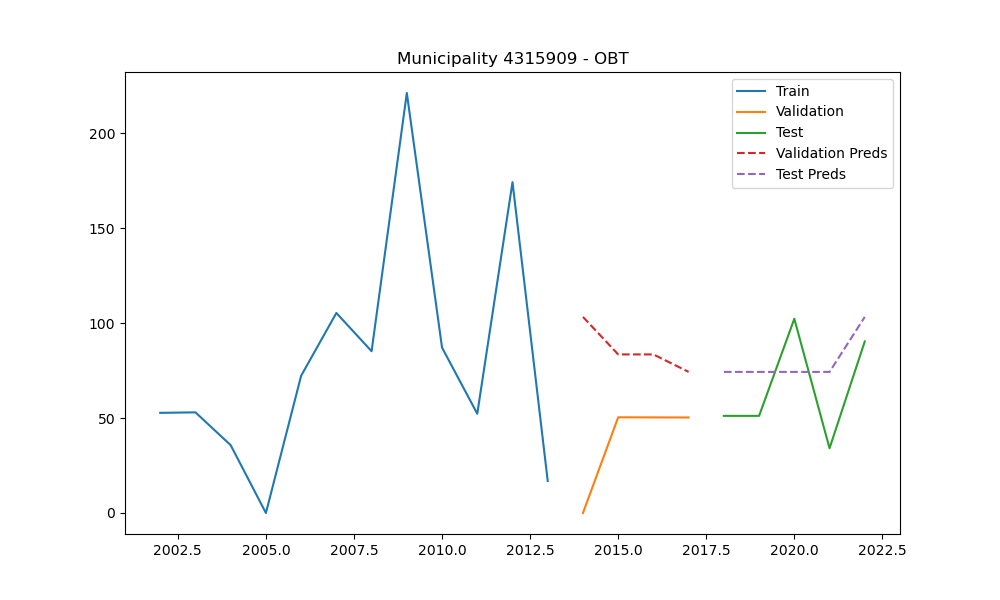 Municipality 4315909 - OBT
Train
Validation
Test
Validation Preds
Test Preds
200
150
100
50
0
2002.5 2005.0 2007.5 2010.0 2012.5 2015.0 2017.5 2020.0 2022.5